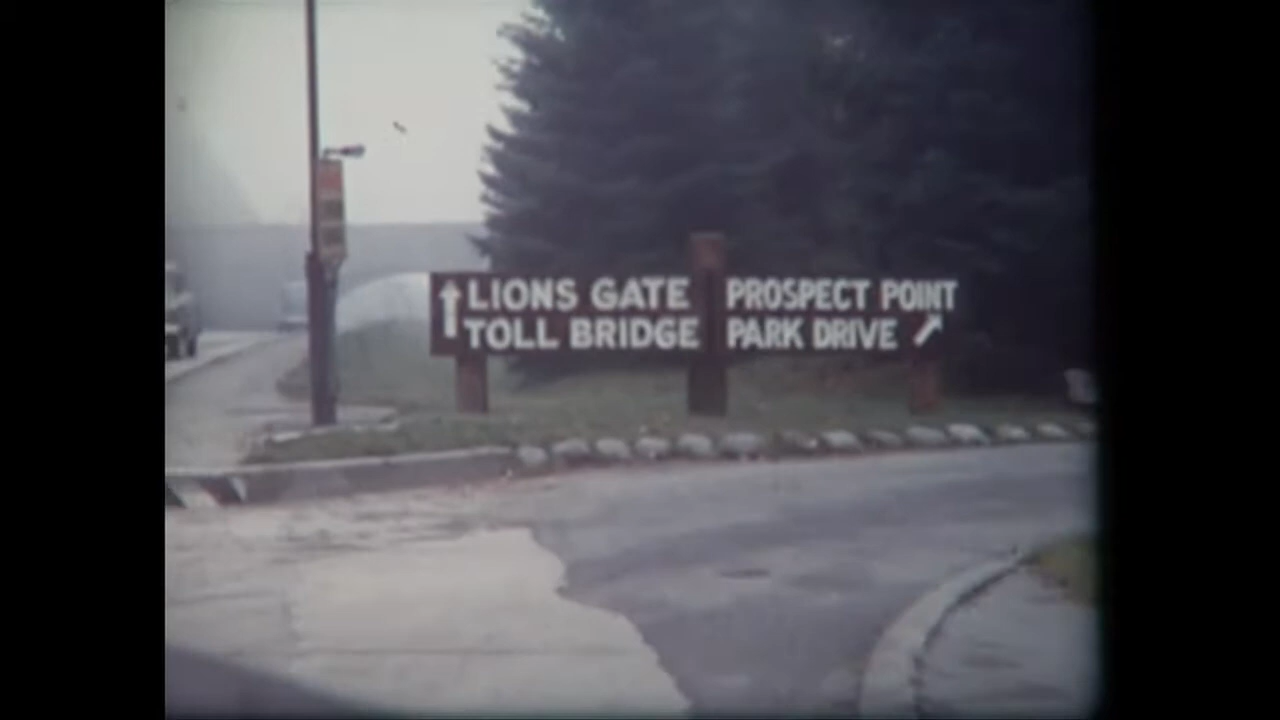 ↑ LIONS GATE
TOLL BRIDGE
PROSPECT POINT
PARK DRIVE ↗